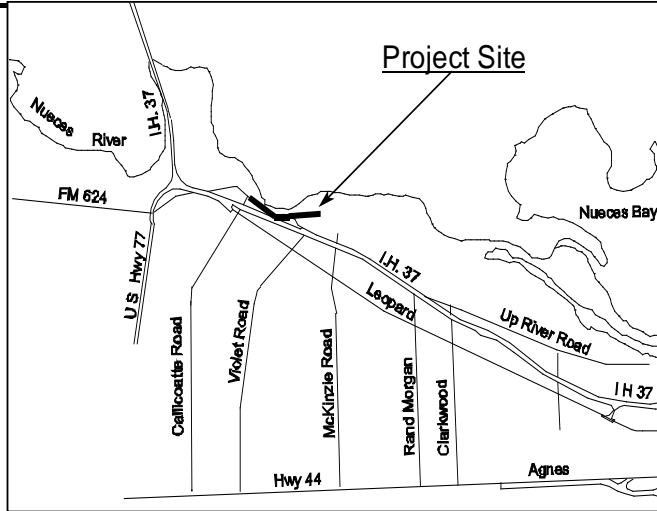 Project Site
I.H. 37
Nueces
River
FM 624
Nueces Bay
U S Hwy 77
I.H. 37
Leopard
Up River Road
Callicoatte Road
Violet Road
McKinzie Road
Rand Morgan
Clarkwood
I H 37
Agnes
Hwy 44